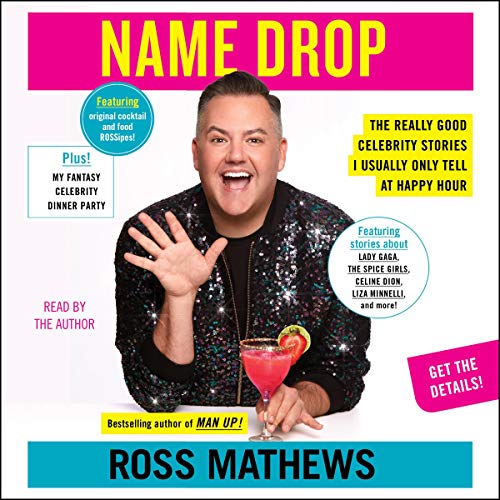 NAME DROP
Featuring
original cocktail
and food
ROSSipes!
Plus!
MY FANTASY
CELEBRITY
DINNER PARTY
THE REALLY GOOD
CELEBRITY STORIES
I USUALLY ONLY TELL
AT HAPPY HOUR
Featuring
stories about
LADY GAGA,
THE SPICE GIRLS,
CELINE DION,
LIZA MINNELLI,
and more!
READ BY
THE AUTHOR
GET THE
DETAILS!
Bestselling author of MAN UP!
ROSS MATHEWS